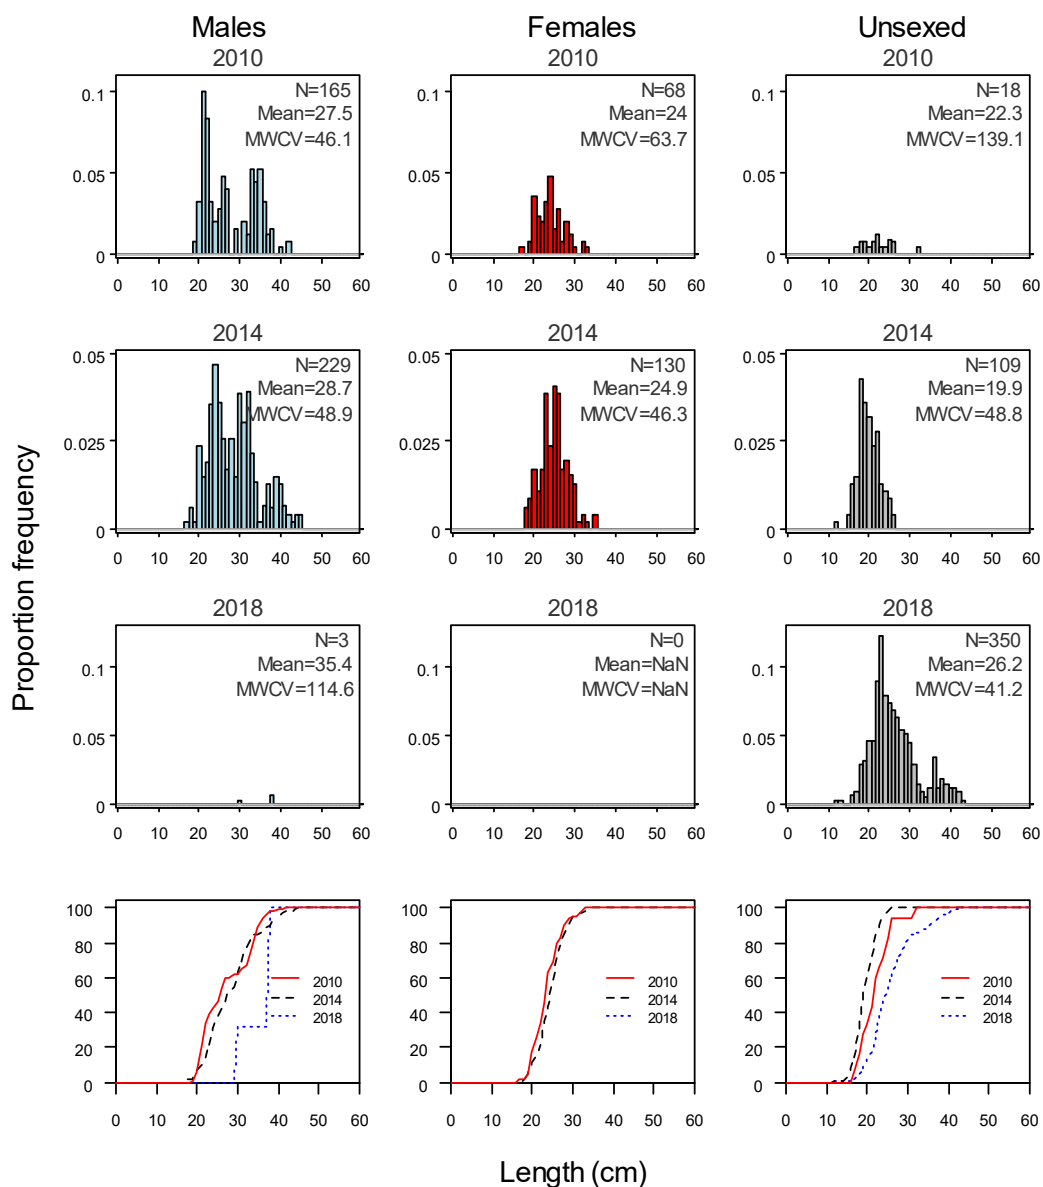 Males Females Unsexed
2010 2010 2010
N=165 N=68 N=18
Mean=27.5 Mean=24 Mean=22.3
MWCV=46.1 MWCV=63.7 MWCV=139.1
0.1 0.1 0.1
0.05 0.05 0.05
0 0 0
0 10 20 30 40 50 60 0 10 20 30 40 50 60 0 10 20 30 40 50 60
2014 2014 2014
N=229 N=130 N=109
Mean=28.7 Mean=24.9 Mean=19.9
MWCV=48.9 MWCV=46.3 MWCV=48.8
0.05 0.05 0.05
0.025 0.025 0.025
0 0 0
0 10 20 30 40 50 60 0 10 20 30 40 50 60 0 10 20 30 40 50 60
Proportion frequency
2018 2018 2018
N=3 N=0 N=350
Mean=35.4 Mean=NaN Mean=26.2
MWCV=114.6 MWCV=NaN MWCV=41.2
0.1 0.1 0.1
0.05 0.05 0.05
0 0 0
0 10 20 30 40 50 60 0 10 20 30 40 50 60 0 10 20 30 40 50 60
100 100 100
80 80 80
60 60 60
40 40 40
20 20 20
0 0 0
2010 2010 2010
2014 2014 2014
2018 2018 2018
0 10 20 30 40 50 60 0 10 20 30 40 50 60 0 10 20 30 40 50 60
Length (cm)